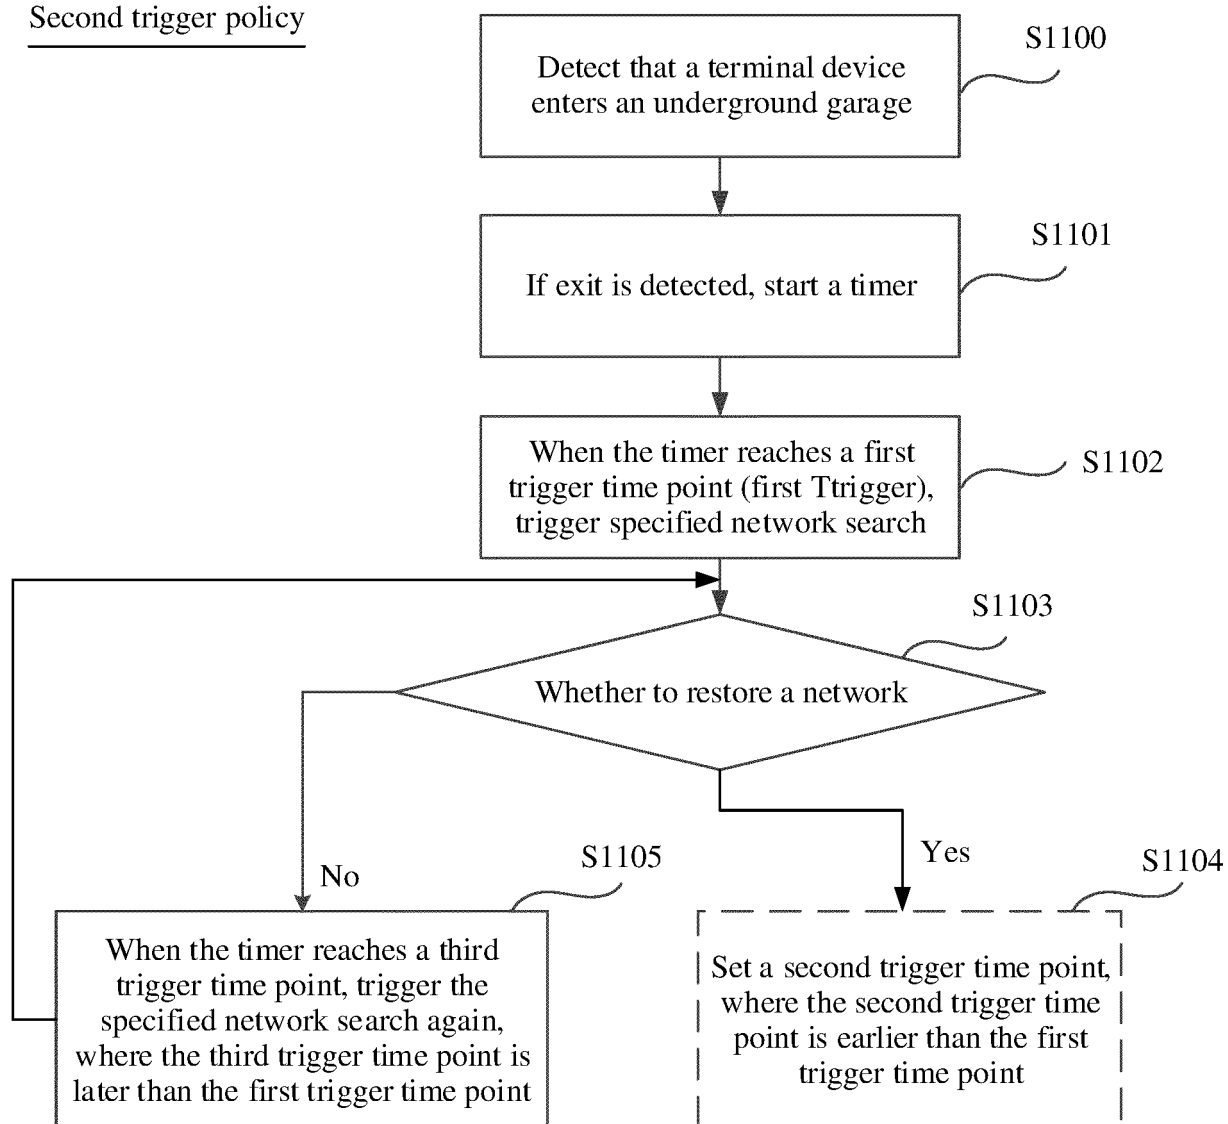 Second trigger policy
S1100
Detect that a terminal device
enters an underground garage
S1101
If exit is detected, start a timer
When the timer reaches a first
trigger time point (first Ttrigger),
trigger specified network search
S1102
S1103
Whether to restore a network
No
Yes
S1105
S1104
When the timer reaches a third
trigger time point, trigger the
specified network search again,
where the third trigger time point is
later than the first trigger time point
Set a second trigger time point,
where the second trigger time
point is earlier than the first
trigger time point